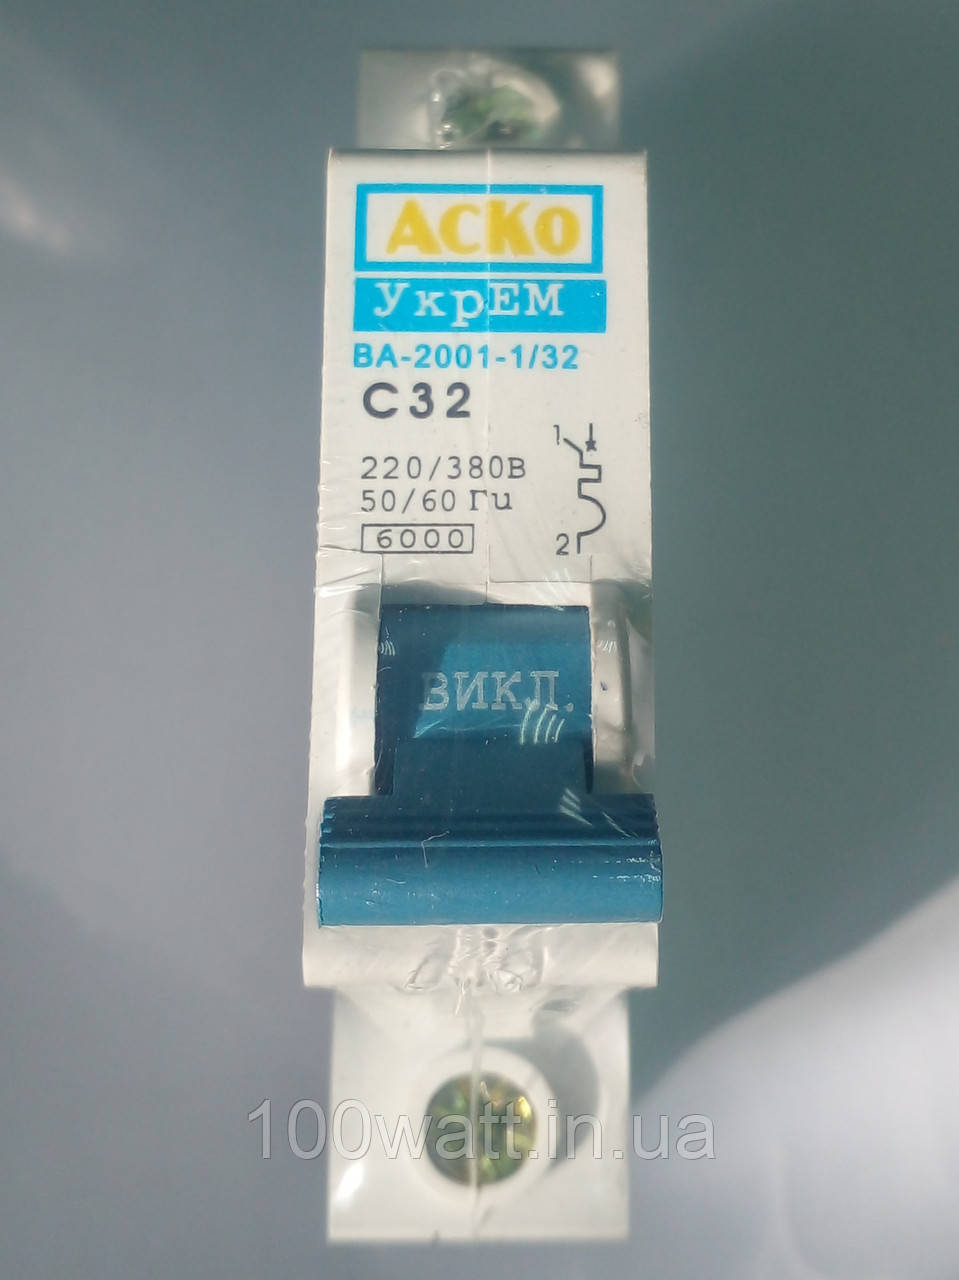 АСКО
УкрЕМ
ВА-2001-1/32
С32
220/380В
50/60 Гц
6000
1
2
ВИКЛ.
100watt.in.ua